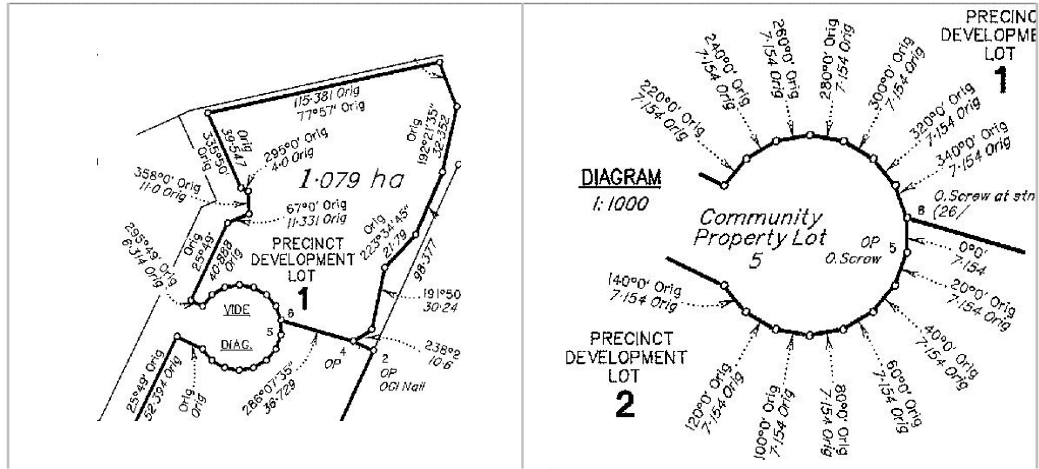 115·381 Orig
77°57' Orig
335°50'
39·547
Orig
Orig
295°0' Orig
4·0 Orig
358°0' Orig
11·0 Orig
67°0' Orig
11·331 Orig
1·079 ha
Orig
192°21'35"
32·352
295°49' Orig
6·314 Orig
25°49'
40·888
Orig
Orig
PRECINCT
DEVELOPMENT
LOT
1
Orig
223°34'45"
21·79
98·377
191°50
30·24
238°2
10·6
VIDE
DIAG.
6
5
4
OP
2
OP
OGI Nail
286°07'35"
36·729
25°49' Orig
52·394 Orig
Orig
Orig
DIAGRAM
1:1000
220°0' Orig
7·154 Orig
240°0' Orig
7·154 Orig
260°0' Orig
7·154 Orig
280°0' Orig
7·154 Orig
300°0' Orig
7·154 Orig
320°0' Orig
7·154 Orig
340°0' Orig
7·154 Orig
PRECINC
DEVELOPME
LOT
1
O.Screw at stn
(26/
Community
Property Lot
5
OP
O.Screw
5
0°0'
7·154
20°0' Orig
7·154 Orig
40°0' Orig
7·154 Orig
60°0' Orig
7·154 Orig
80°0' Orig
7·154 Orig
100°0' Orig
7·154 Orig
120°0' Orig
7·154 Orig
140°0' Orig
7·154 Orig
PRECINCT
DEVELOPMENT
LOT
2